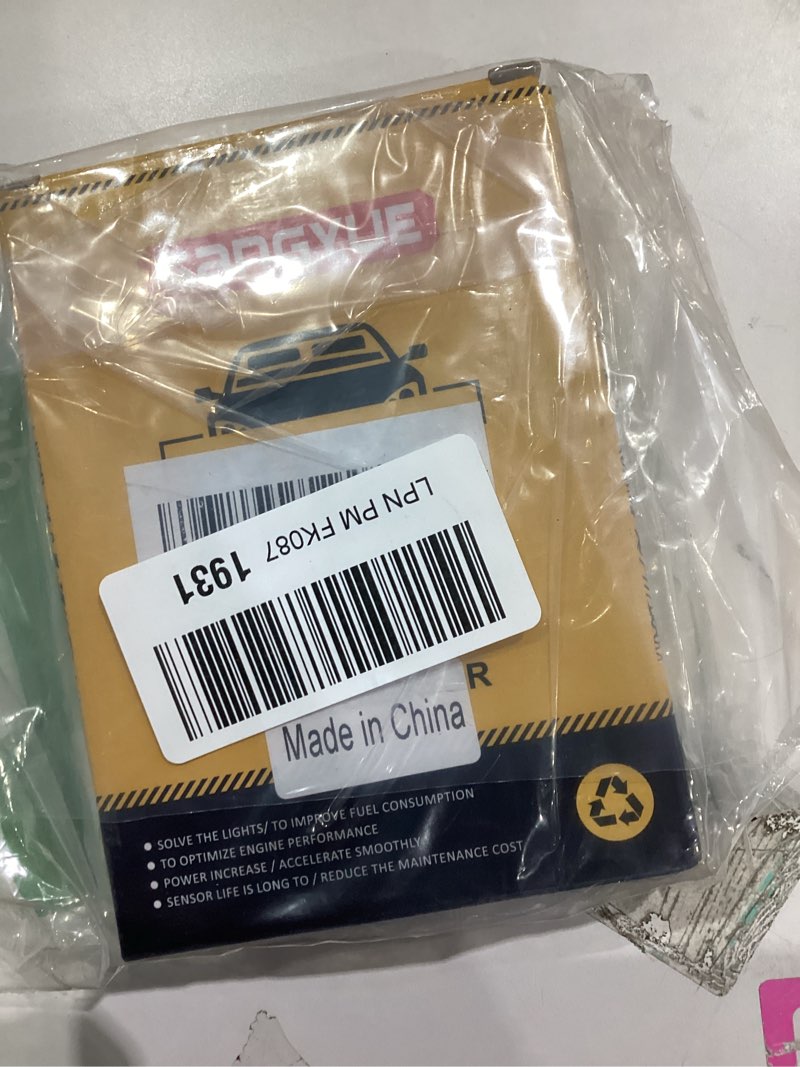 LPN PM FK087 1931
R
Made in China
SOLVE THE LIGHTS/ TO IMPROVE FUEL CONSUMPTION
TO OPTIMIZE ENGINE PERFORMANCE
POWER INCREASE / ACCELERATE SMOOTHLY
SENSOR LIFE IS LONG TO / REDUCE THE MAINTENANCE COST